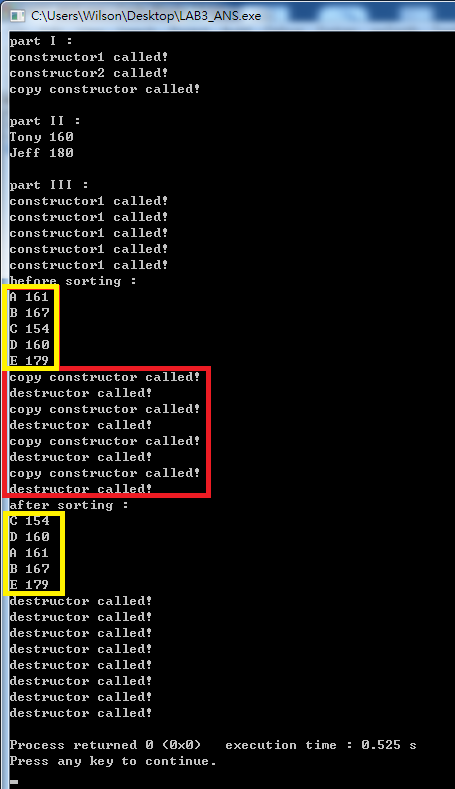 C:\Users\Wilson\Desktop\LAB3_ANS.exe
part I :
constructor1 called!
constructor2 called!
copy constructor called!
part II :
Tony 160
Jeff 180
part III :
constructor1 called!
constructor1 called!
constructor1 called!
constructor1 called!
constructor1 called!
before sorting :
A 161
B 167
C 154
D 160
E 179
copy constructor called!
destructor called!
copy constructor called!
destructor called!
copy constructor called!
destructor called!
copy constructor called!
destructor called!
after sorting :
C 154
D 160
A 161
B 167
E 179
destructor called!
destructor called!
destructor called!
destructor called!
destructor called!
destructor called!
destructor called!
destructor called!
Process returned 0 (0x0)   execution time : 0.525 s
Press any key to continue.